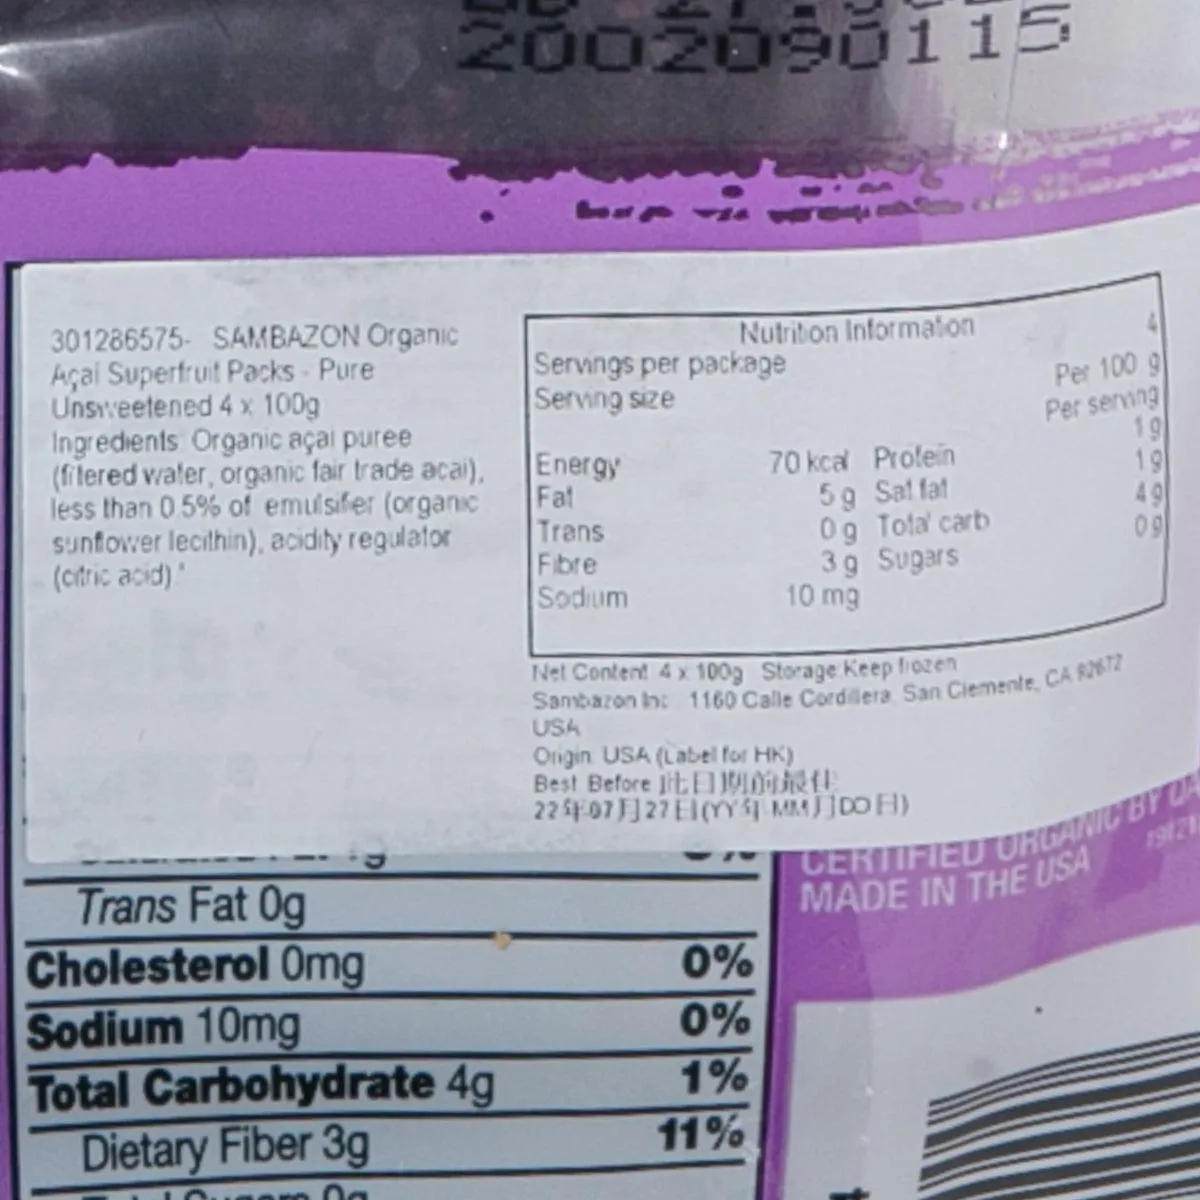 2002090115
301286575- SAMBAZON Organic
Açaí Superfruit Packs - Pure
Unsweetened 4 x 100g
Ingredients: Organic açaí puree
(filtered water, organic fair trade acai),
less than 0.5% of emulsifier (organic
sunflower lecithin), acidity regulator
(citric acid)
Nutrition Information
Servings per package 4
Serving size Per 100 g
Per serving
Energy 70 kcal Protein 1g
Fat 5 g Sat fat 1g
Trans 0 g Total carb 4g
Fibre 3 g Sugars 0g
Sodium 10 mg
Net Content 4 x 100g Storage:Keep frozen
Sambazon Inc 1160 Calle Cordillera San Clemente, CA 92672
USA
Origin USA (Label for HK)
Best Before 此日期前最佳
22年07月27日(YY年MM月DD日)
CERTIFIED ORGANIC BY
MADE IN THE USA
Trans Fat 0g
Cholesterol 0mg 0%
Sodium 10mg 0%
Total Carbohydrate 4g 1%
Dietary Fiber 3g 11%